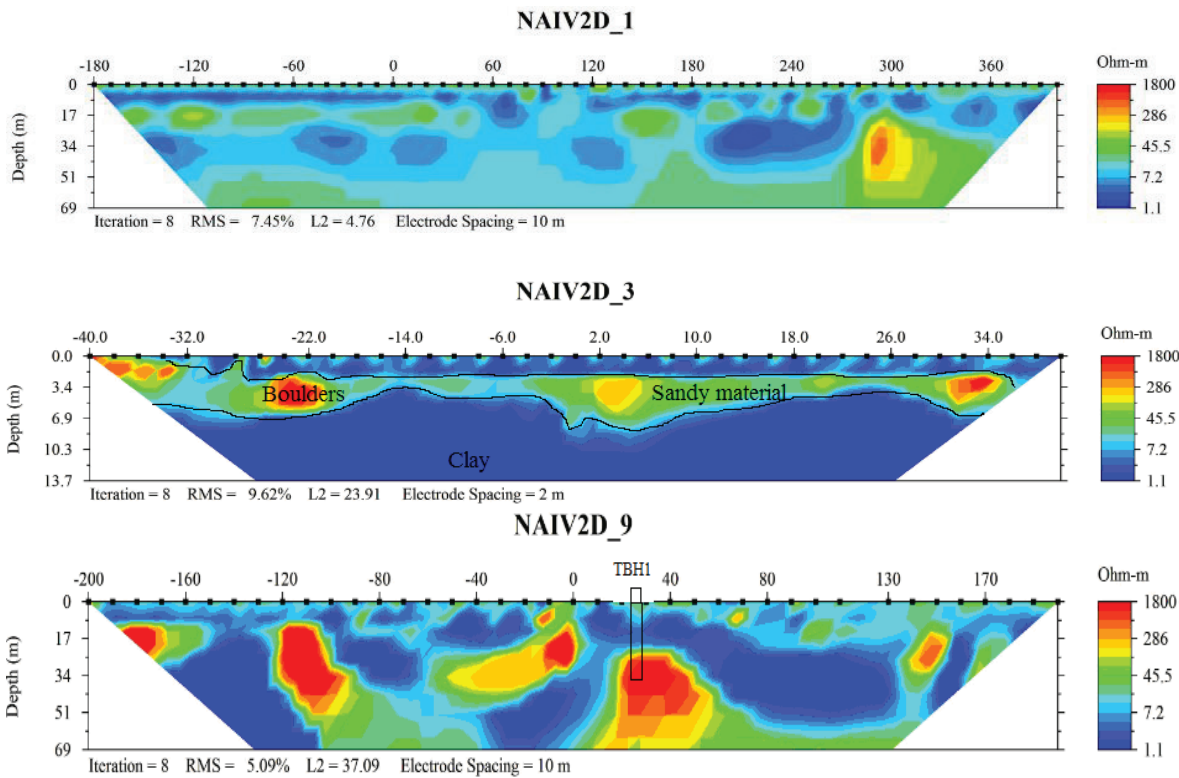 NAIV2D_1
Ohm-m
-180 -120 -60 0 60 120 180 240 300 360
0
17
34
51
69
Depth (m)
1800
286
45.5
7.2
1.1
Iteration = 8 RMS = 7.45% L2 = 4.76 Electrode Spacing = 10 m
NAIV2D_3
Ohm-m
-40.0 -32.0 -22.0 -14.0 -6.0 2.0 10.0 18.0 26.0 34.0
0.0
3.4
6.9
10.3
13.7
Depth (m)
Boulders
Sandy material
Clay
1800
286
45.5
7.2
1.1
Iteration = 8 RMS = 9.62% L2 = 23.91 Electrode Spacing = 2 m
NAIV2D_9
TBH1
Ohm-m
-200 -160 -120 -80 -40 0 40 80 130 170
0
17
34
51
69
Depth (m)
1800
286
45.5
7.2
1.1
Iteration = 8 RMS = 5.09% L2 = 37.09 Electrode Spacing = 10 m